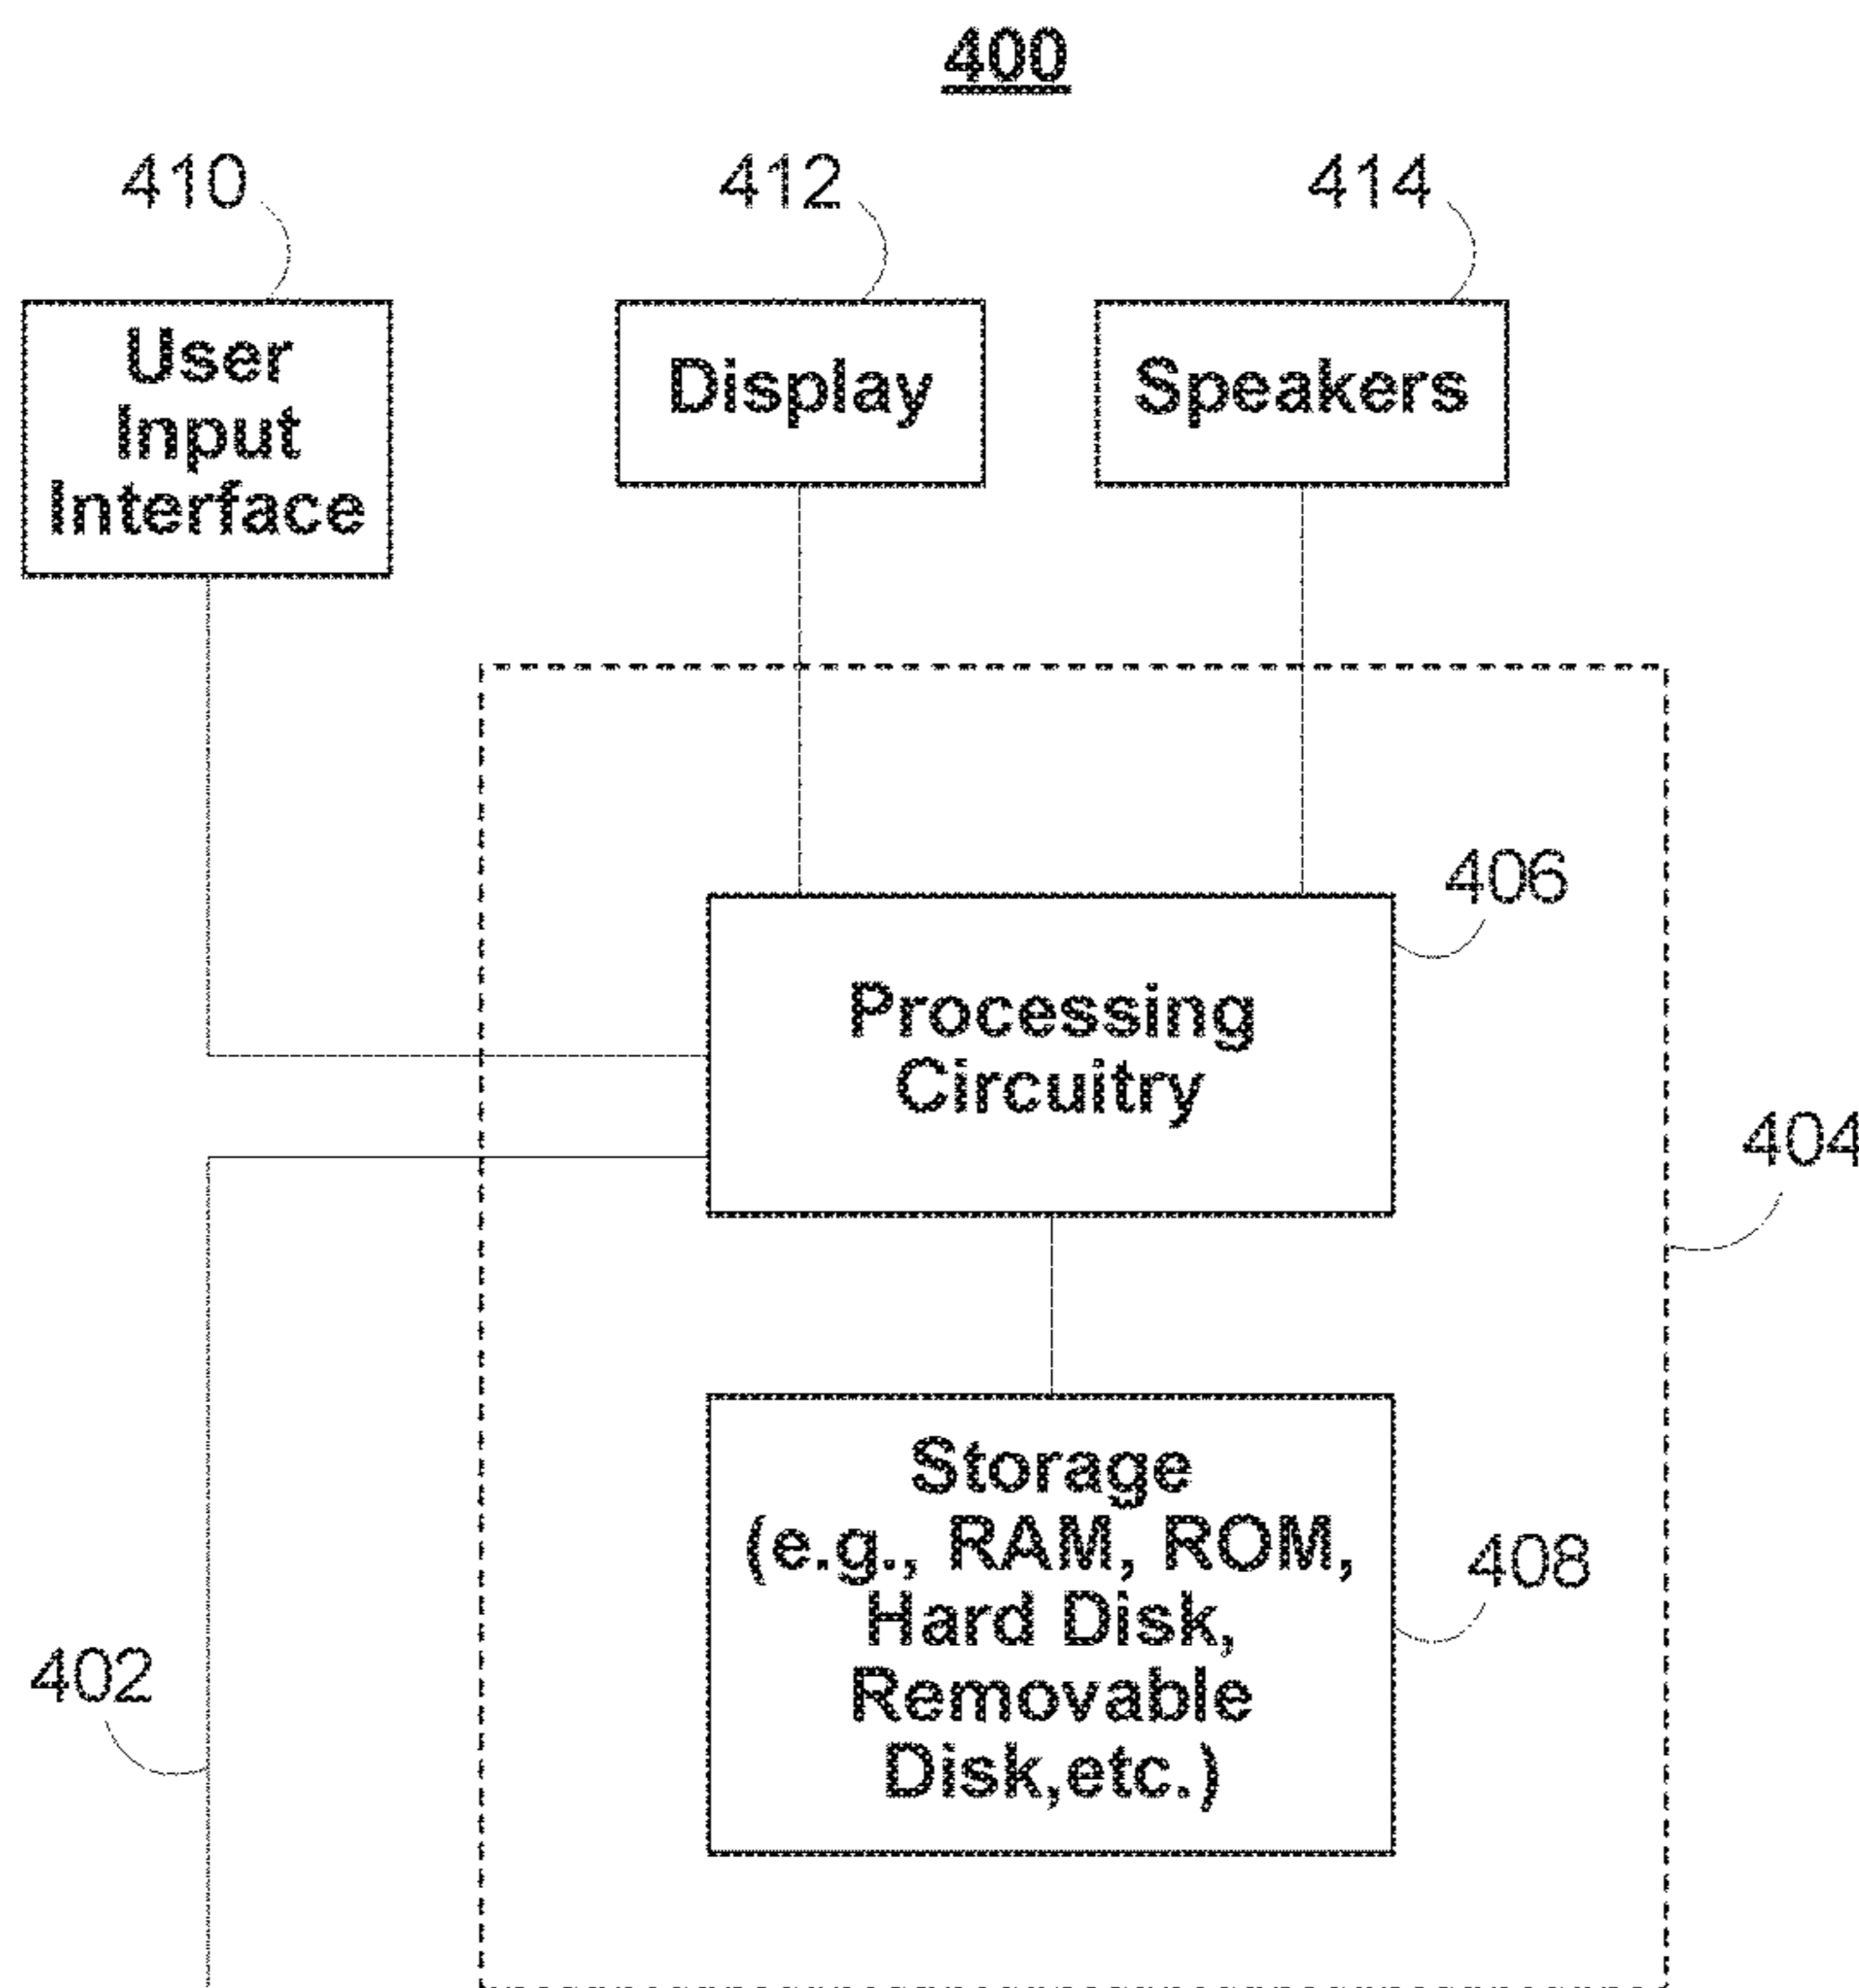 400
410
412
414
User
Input
Interface
Display
Speakers
406
Processing
Circuitry
404
Storage
(e.g., RAM, ROM,
Hard Disk,
Removable
Disk,etc.)
408
402